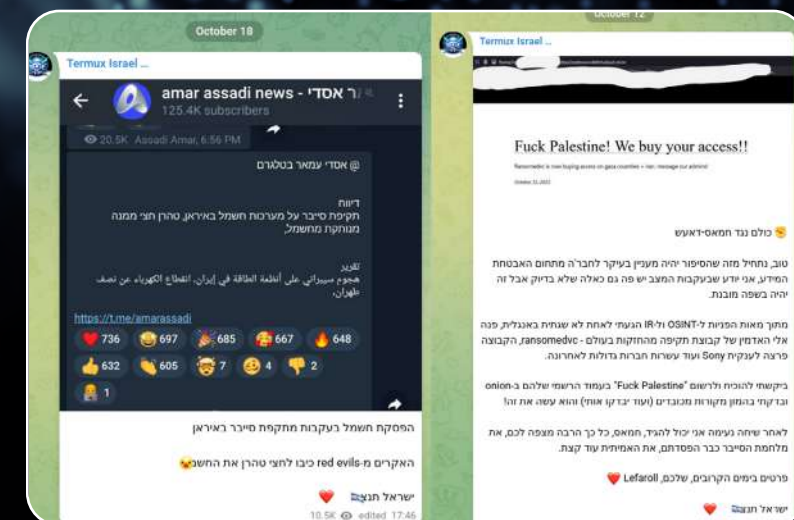 October 18
Termux Israel ...
amar assadi news - אסדי
125.4K subscribers
20.5K Assadi Amar, 6:56 PM
@ אסדי עמאר בטלגרם
דיווח
תקיפת סייבר על מערכות חשמל באיראן, טהרן חצי ממנה
מנותקת מחשמל,
تقرير
هجوم سيبراني على أنظمة الطاقة في إيران. انقطاع الكهرباء عن نصف
طهران،
https://t.me/amarassadi
736 697 685 667 648
632 605 7 4 2
1
הפסקת חשמל בעקבות מתקפת סייבר באיראן
האקרים מ-red evils כיבו לחצי טהרן את החשמל
ישראל תנצח
10.5K edited 17:46
October 12
Termux Israel ..
Fuck Palestine! We buy your access!!
Ransomedvc is now buying access on gaza countries + iran, message our admins!
כולם נגד חמאס-דאעש
טוב, נתחיל מזה שהסיפור יהיה מעניין בעיקר לחבר'ה מתחום האבטחת
המידע, אני יודע שבעקבות המצב יש פה גם כאלה שלא בדיוק אבל זה
יהיה בשפה מובנת.
מתוך מאות הפניות ל-OSINT ול-IR הגעתי לאחת לא שגתית באנגלית, פנה
אלי האדמין של קבוצת תקיפה מהחזקות בעולם - ransomedvc, הקבוצה
פרצה לענקית Sony ועוד עשרות חברות גדולות לאחרונה.
ביקשתי להוכיח ולרשום "Fuck Palestine" בעמוד הרשמי שלהם ב-onion
ובדקתי בהמון מקורות מכובדים (ועוד יבדקו אותי) והוא עשה את זה!
לאחר שיחה נעימה אני יכול להגיד, חמאס, כל כך הרבה מצפה לכם, את
מלחמת הסייבר כבר הפסדתם, את האמיתית עוד קצת.
פרטים בימים הקרובים, שלכם, Lefaroll
ישראל תנצח